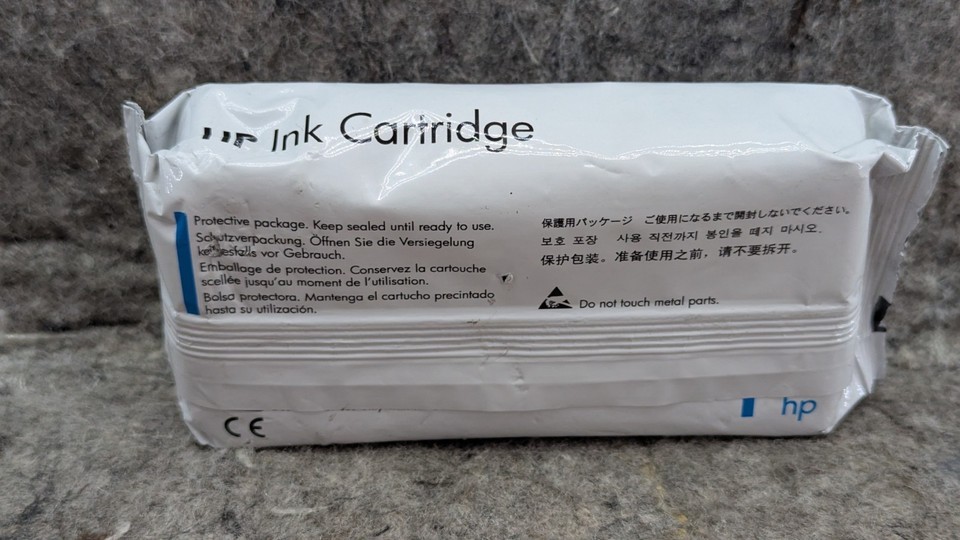 HP Ink Cartridge
Protective package. Keep sealed until ready to use.
Schutzverpackung. Öffnen Sie die Versiegelung
keinesfalls vor Gebrauch.
Emballage de protection. Conservez la cartouche
scellée jusqu'au moment de l'utilisation.
Bolsa protectora. Mantenga el cartucho precintado
hasta su utilización.
保護用パッケージ ご使用になるまで開封しないでください。
보호 포장 사용 직전까지 봉인을 떼지 마시오.
保护包装。准备使用之前，请不要拆开。
Do not touch metal parts.
CE
hp